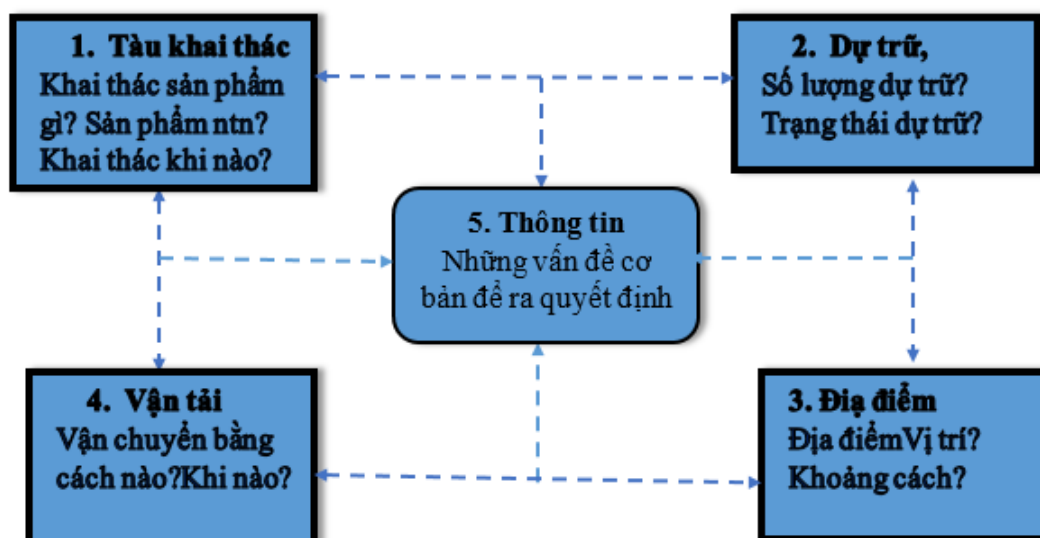 1. Tàu khai thác
Khai thác sản phẩm
gì? Sản phẩm ntn?
Khai thác khi nào?
2. Dự trữ,
Số lượng dự trữ?
Trạng thái dự trữ?
5. Thông tin
Những vấn đề cơ
bản để ra quyết định
4. Vận tải
Vận chuyển bằng
cách nào?Khi nào?
3. Địa điểm
Địa điểmVị trí?
Khoảng cách?